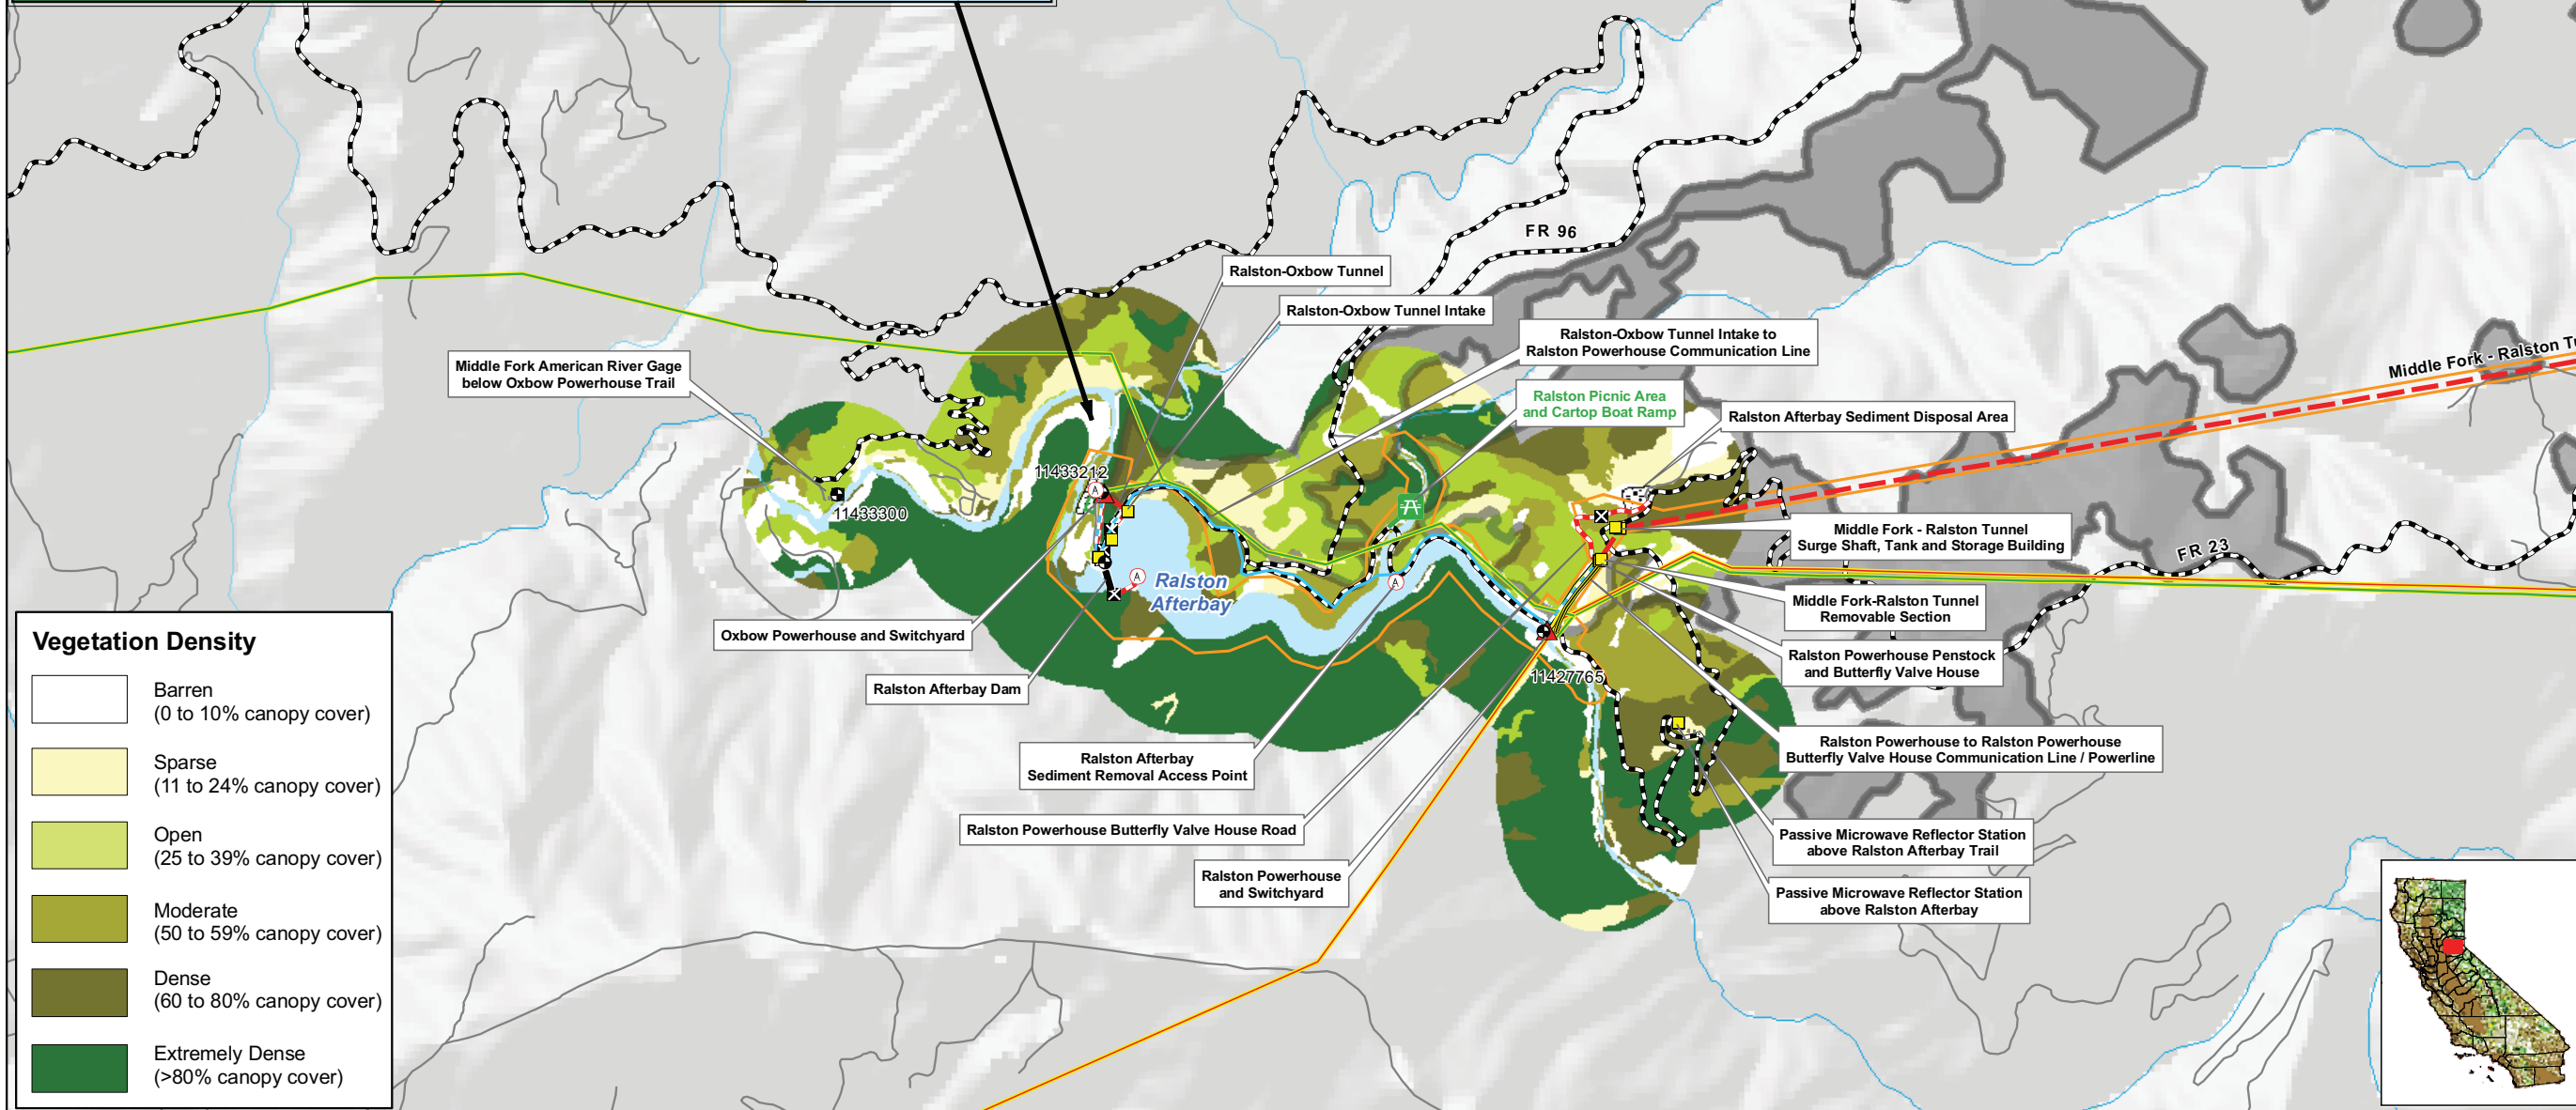 FR 96
Ralston-Oxbow Tunnel
Ralston-Oxbow Tunnel Intake
Ralston-Oxbow Tunnel Intake to
Ralston Powerhouse Communication Line
Middle Fork - Ralston Tu
Middle Fork American River Gage
below Oxbow Powerhouse Trail
Ralston Picnic Area
and Cartop Boat Ramp
Ralston Afterbay Sediment Disposal Area
11433212
A
11433300
Middle Fork - Ralston Tunnel
Surge Shaft, Tank and Storage Building
FR 23
A
A
Ralston
Afterbay
Middle Fork-Ralston Tunnel
Removable Section
Oxbow Powerhouse and Switchyard
Ralston Powerhouse Penstock
and Butterfly Valve House
11427765
Ralston Afterbay Dam
Ralston Powerhouse to Ralston Powerhouse
Butterfly Valve House Communication Line / Powerline
Ralston Afterbay
Sediment Removal Access Point
Ralston Powerhouse Butterfly Valve House Road
Passive Microwave Reflector Station
above Ralston Afterbay Trail
Ralston Powerhouse
and Switchyard
Passive Microwave Reflector Station
above Ralston Afterbay
Vegetation Density
Barren
(0 to 10% canopy cover)
Sparse
(11 to 24% canopy cover)
Open
(25 to 39% canopy cover)
Moderate
(50 to 59% canopy cover)
Dense
(60 to 80% canopy cover)
Extremely Dense
(>80% canopy cover)